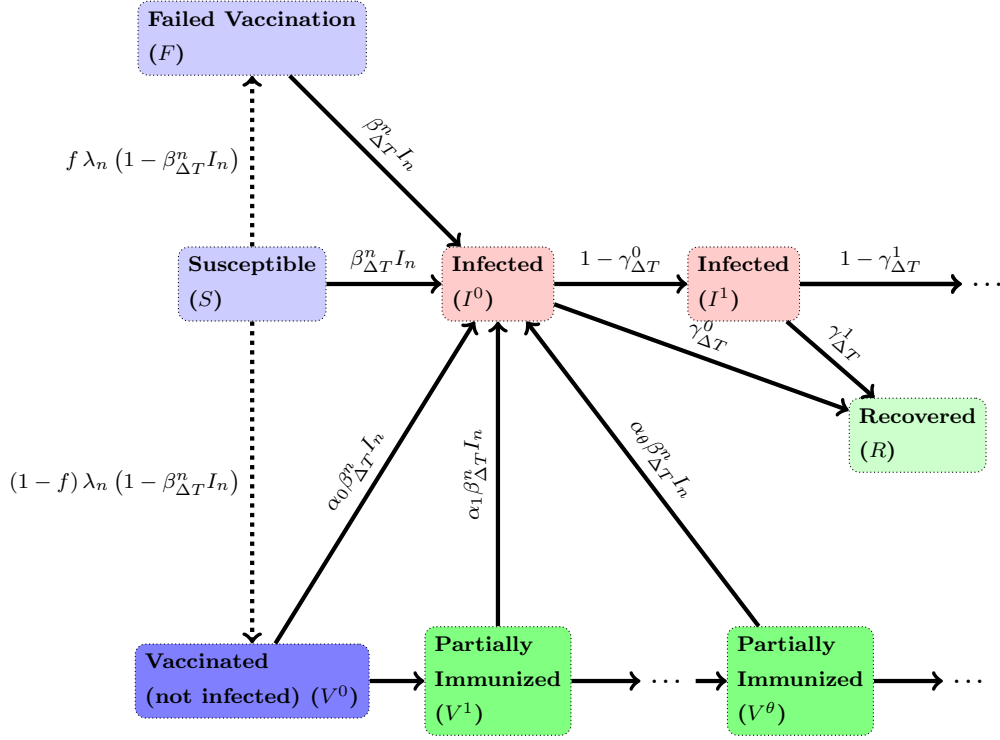 Failed Vaccination
(F)
β^n_{ΔT} I_n
f λ_n (1 − β^n_{ΔT} I_n)
Susceptible
(S)
β^n_{ΔT} I_n
Infected
(I^0)
1 − γ^0_{ΔT}
Infected
(I^1)
1 − γ^1_{ΔT}
⋯
γ^0_{ΔT}
γ^1_{ΔT}
Recovered
(R)
(1 − f) λ_n (1 − β^n_{ΔT} I_n)
α_0 β^n_{ΔT} I_n
α_1 β^n_{ΔT} I_n
α_θ β^n_{ΔT} I_n
Vaccinated
(not infected) (V^0)
Partially
Immunized
(V^1)
⋯
Partially
Immunized
(V^θ)
⋯